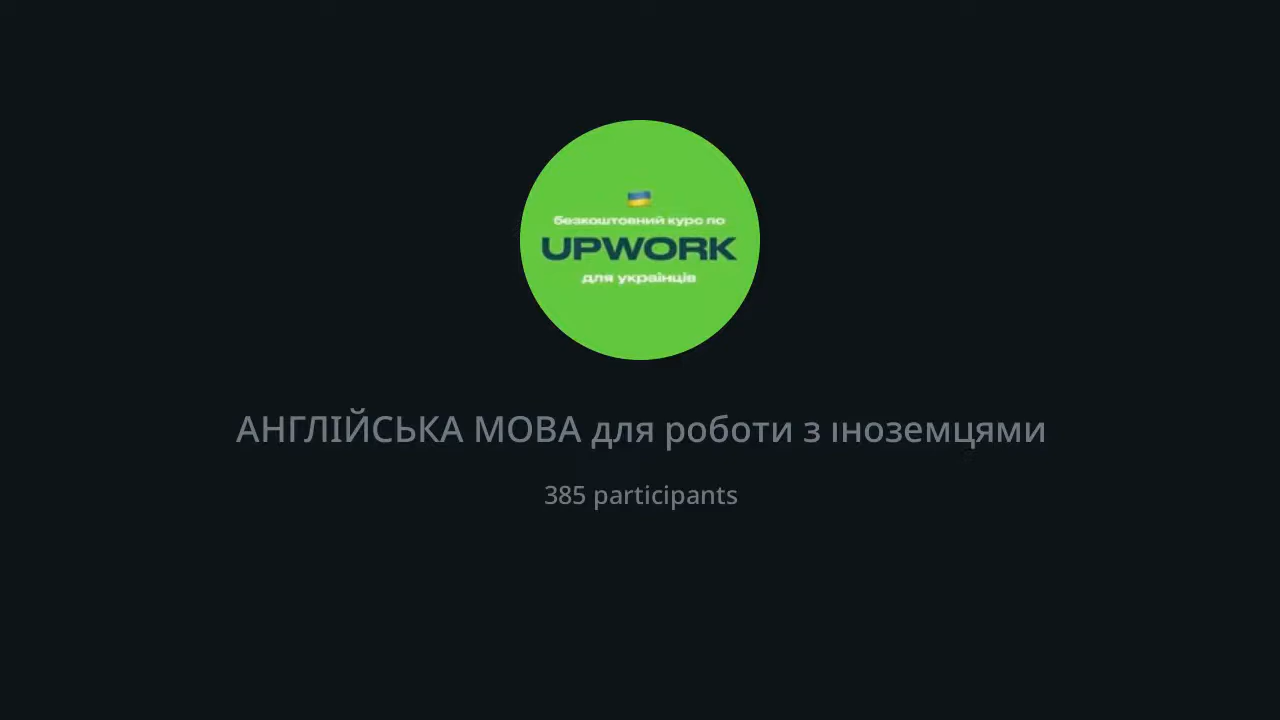 безкоштовний курс по
UPWORK
для українців
АНГЛІЙСЬКА МОВА для роботи з іноземцями
385 participants